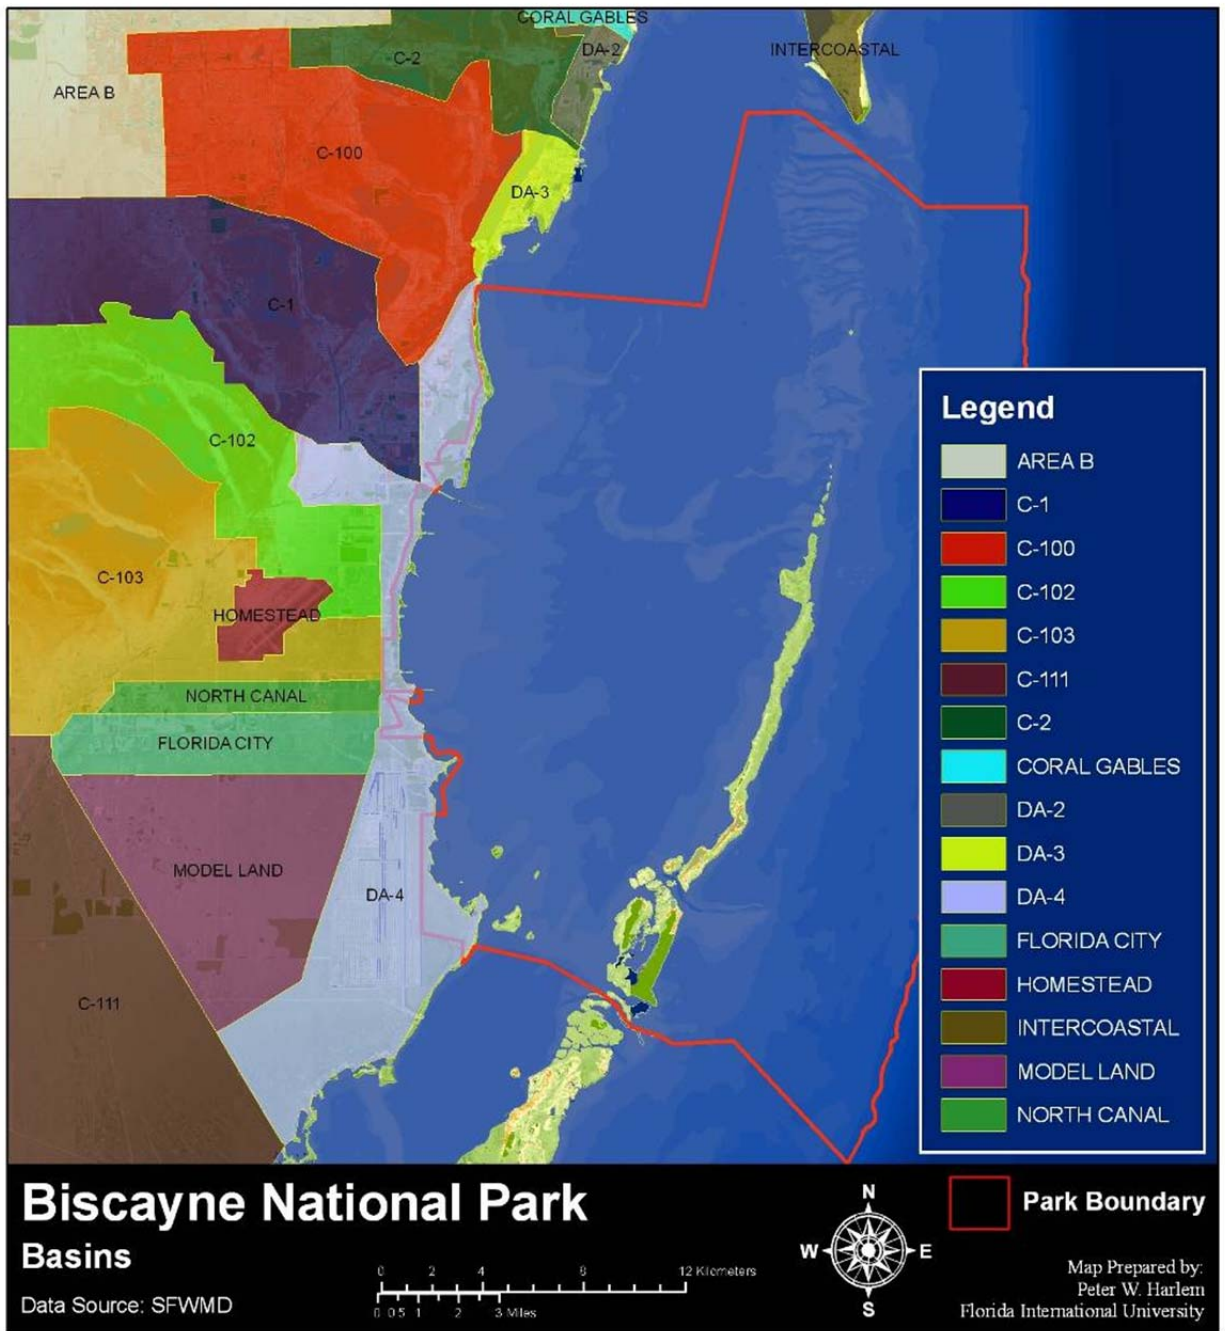 CORAL GABLES
C-2
DA-2
INTERCOASTAL
AREA B
C-100
DA-3
C-1
C-102
C-103
HOMESTEAD
NORTH CANAL
FLORIDA CITY
MODEL LAND
DA-4
C-111
Legend
AREA B
C-1
C-100
C-102
C-103
C-111
C-2
CORAL GABLES
DA-2
DA-3
DA-4
FLORIDA CITY
HOMESTEAD
INTERCOASTAL
MODEL LAND
NORTH CANAL
Biscayne National Park
Basins
Data Source: SFWMD
0 2 4 8 12 Kilometers
0 0.5 1 2 3 Miles
N
W E
S
Park Boundary
Map Prepared by:
Peter W. Harlem
Florida International University